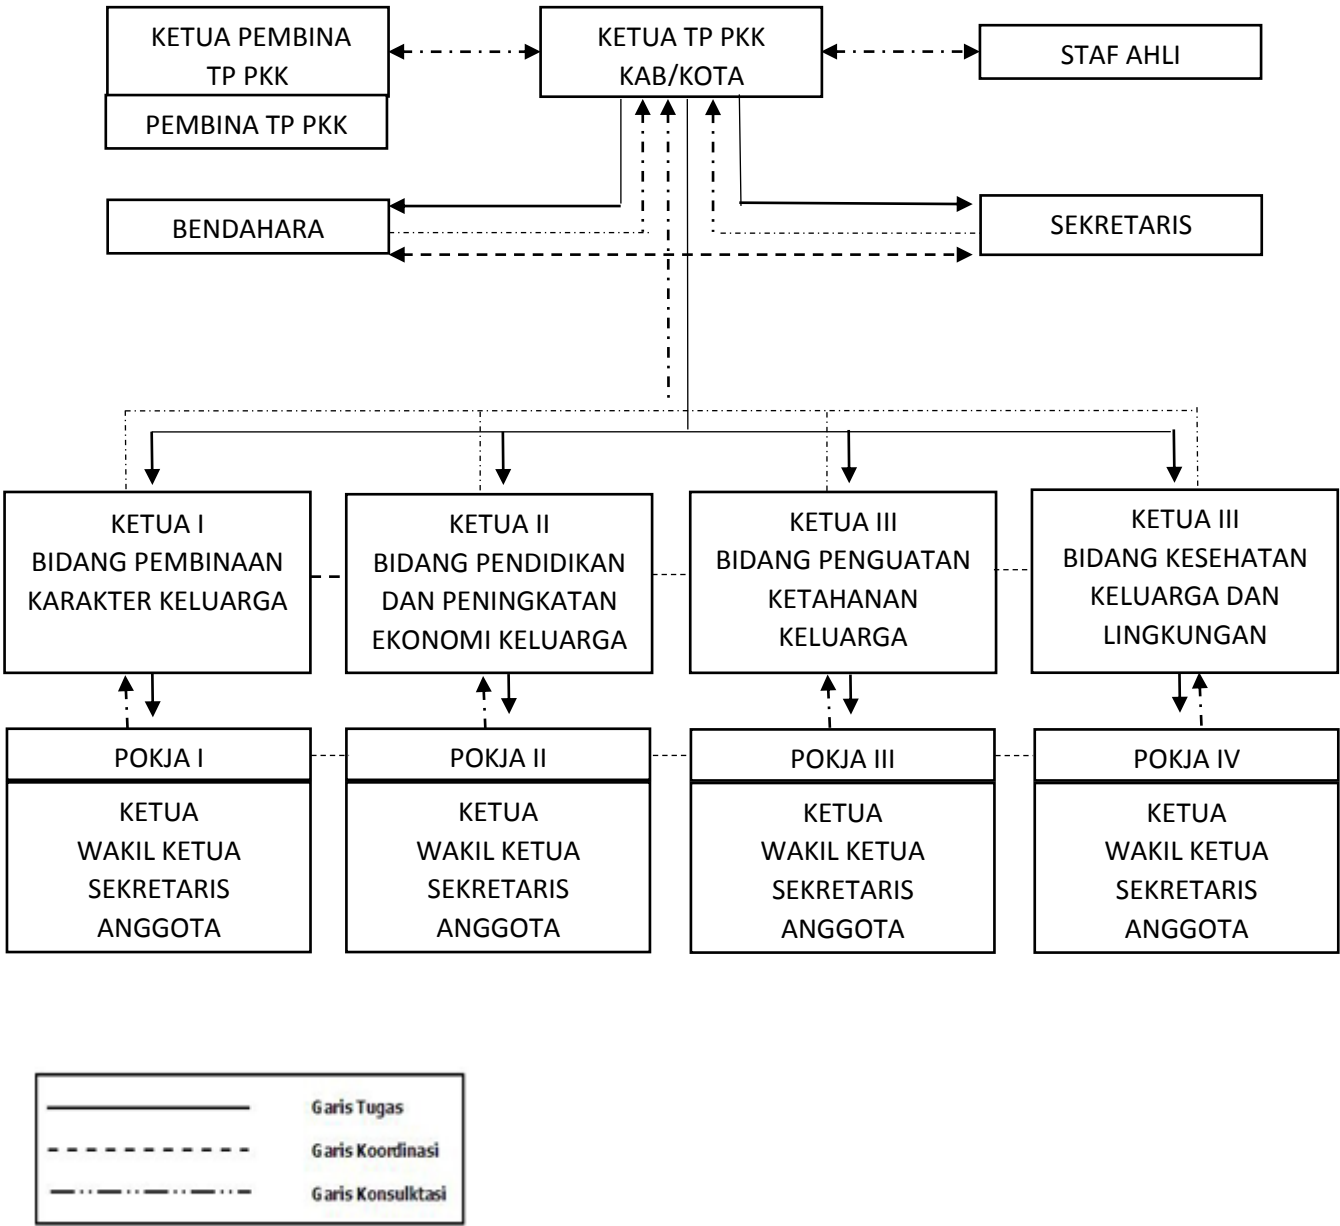 KETUA PEMBINA
TP PKK
PEMBINA TP PKK
KETUA TP PKK
KAB/KOTA
STAF AHLI
BENDAHARA
SEKRETARIS
KETUA I
BIDANG PEMBINAAN
KARAKTER KELUARGA
KETUA II
BIDANG PENDIDIKAN
DAN PENINGKATAN
EKONOMI KELUARGA
KETUA III
BIDANG PENGUATAN
KETAHANAN
KELUARGA
KETUA III
BIDANG KESEHATAN
KELUARGA DAN
LINGKUNGAN
POKJA I
KETUA
WAKIL KETUA
SEKRETARIS
ANGGOTA
POKJA II
KETUA
WAKIL KETUA
SEKRETARIS
ANGGOTA
POKJA III
KETUA
WAKIL KETUA
SEKRETARIS
ANGGOTA
POKJA IV
KETUA
WAKIL KETUA
SEKRETARIS
ANGGOTA
Garis Tugas
Garis Koordinasi
Garis Konsulktasi